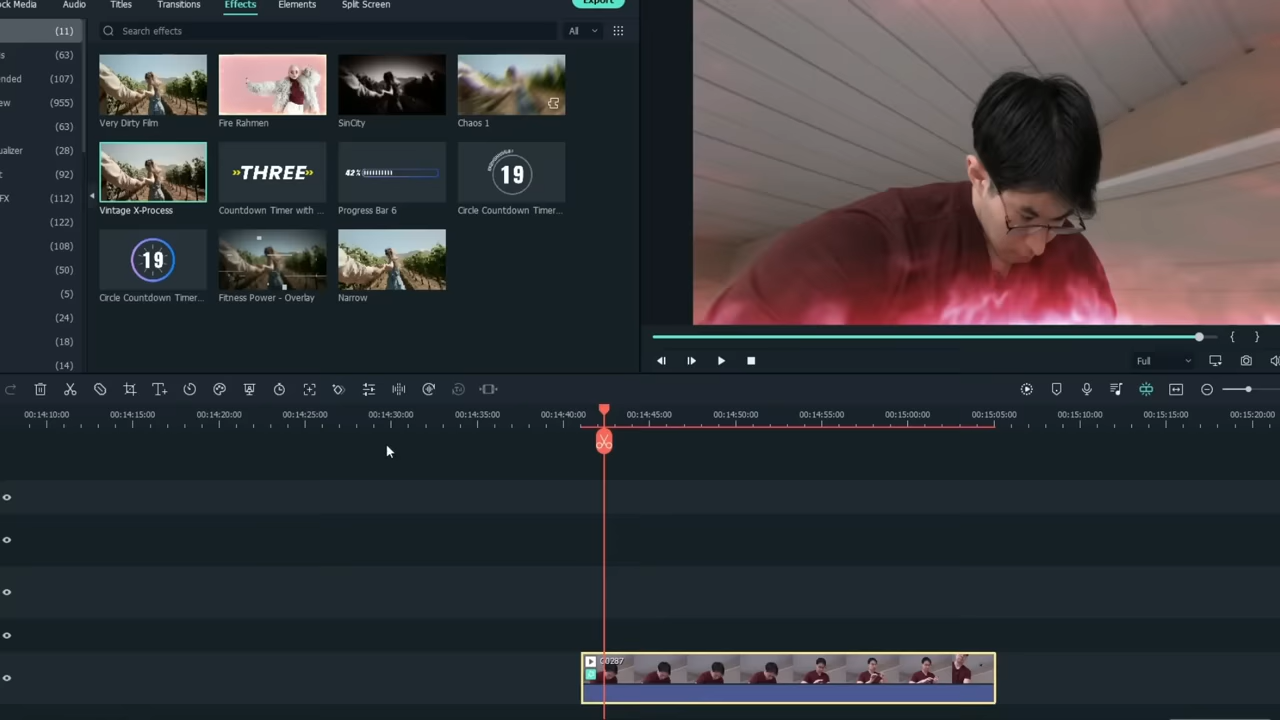 ock Media Audio Titles Transitions Effects Elements Split Screen Export
(11) Search effects All
s (63)
nded (107)
ew (955)
(63) Very Dirty Film Fire Rahmen SinCity Chaos 1
ualizer (28)
t (92) »THREE» 42% 19
FX (112)
Vintage X-Process Countdown Timer with ... Progress Bar 6 Circle Countdown Timer...
(122)
(108)
19
(50)
(5) Circle Countdown Timer... Fitness Power - Overlay Narrow
(24)
(18)
(14)
{ }
Full
00:14:10:00 00:14:15:00 00:14:20:00 00:14:25:00 00:14:30:00 00:14:35:00 00:14:40:00 00:14:45:00 00:14:50:00 00:14:55:00 00:15:00:00 00:15:05:00 00:15:10:00 00:15:15:00 00:15:20:00
C0287